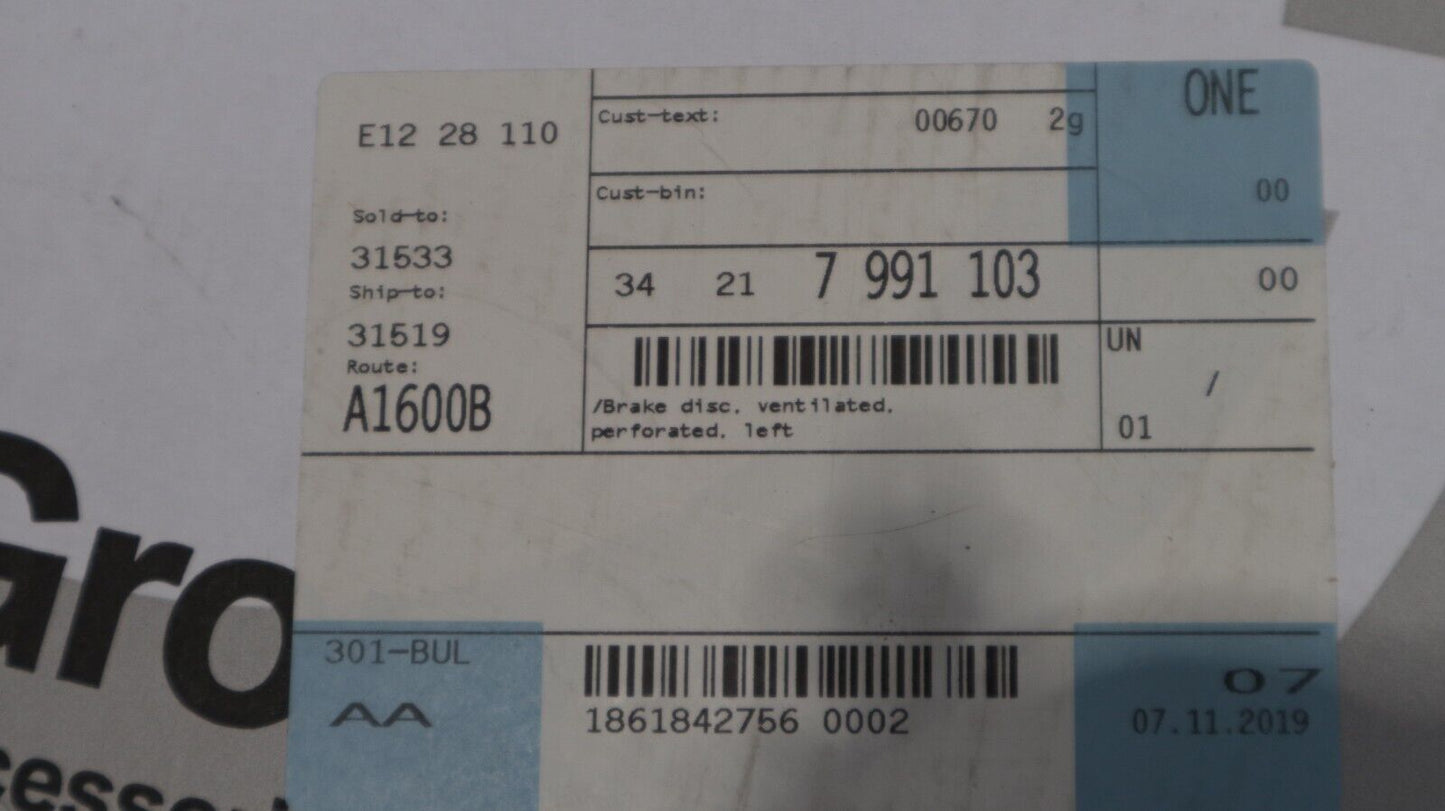 E12 28 110
Sold-to:
31533
Ship-to:
31519
Route:
A1600B
Cust-text: 00670 2g
Cust-bin:
34 21 7 991 103
/Brake disc, ventilated,
perforated, left
ONE
00
00
UN
/
01
301-BUL
AA
1861842756 0002
07
07.11.2019